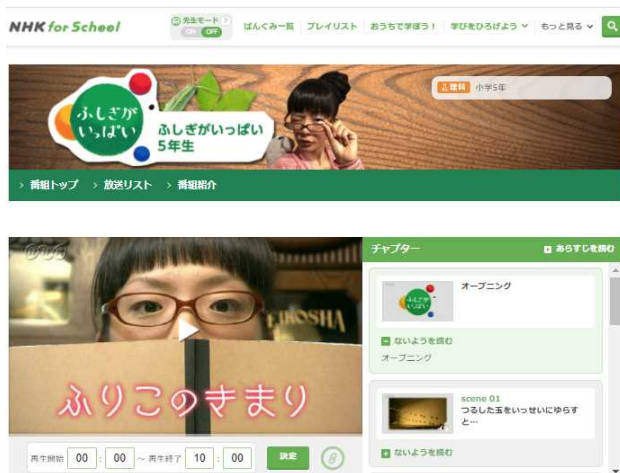 NHK for School
先生モード ?
ON OFF
ばんぐみ一覧 プレイリスト おうちで学ぼう! 学びをひろげよう もっと見る
ふしぎが
いっぱい
ふしぎがいっぱい
5年生
理科 小学5年
> 番組トップ > 放送リスト > 番組紹介
NHK
EIKOSHA
ふりこのきまり
再生開始 00 : 00 ~ 再生終了 10 : 00 決定
チャプター あらすじを読む
オープニング
ないようを読む
オープニング
scene 01
つるした玉をいっせいにゆらす
と…
ないようを読む